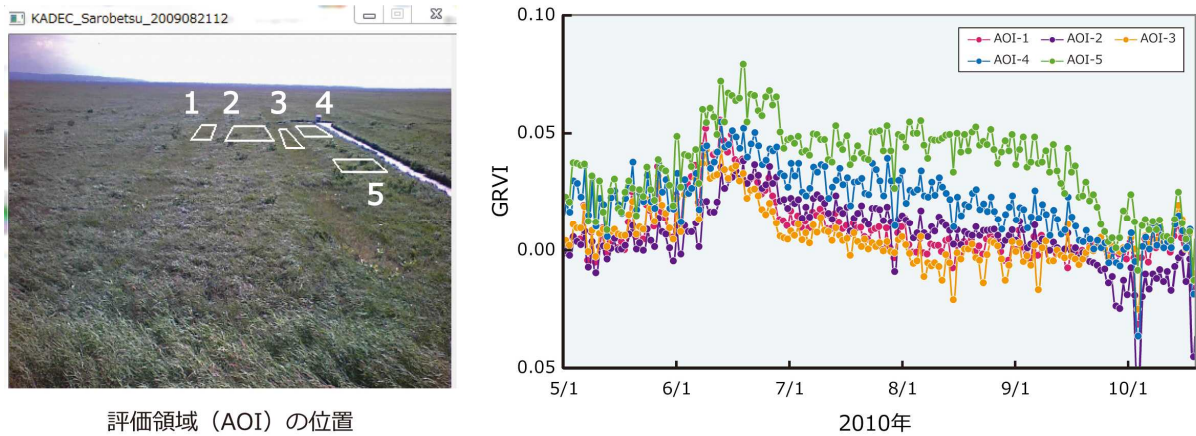 KADEC_Sarobetsu_2009082112
1 2 3 4
5
評価領域（AOI）の位置
0.10
0.05
0.00
0.05
GRVI
AOI-1 AOI-2 AOI-3
AOI-4 AOI-5
5/1 6/1 7/1 8/1 9/1 10/1
2010年